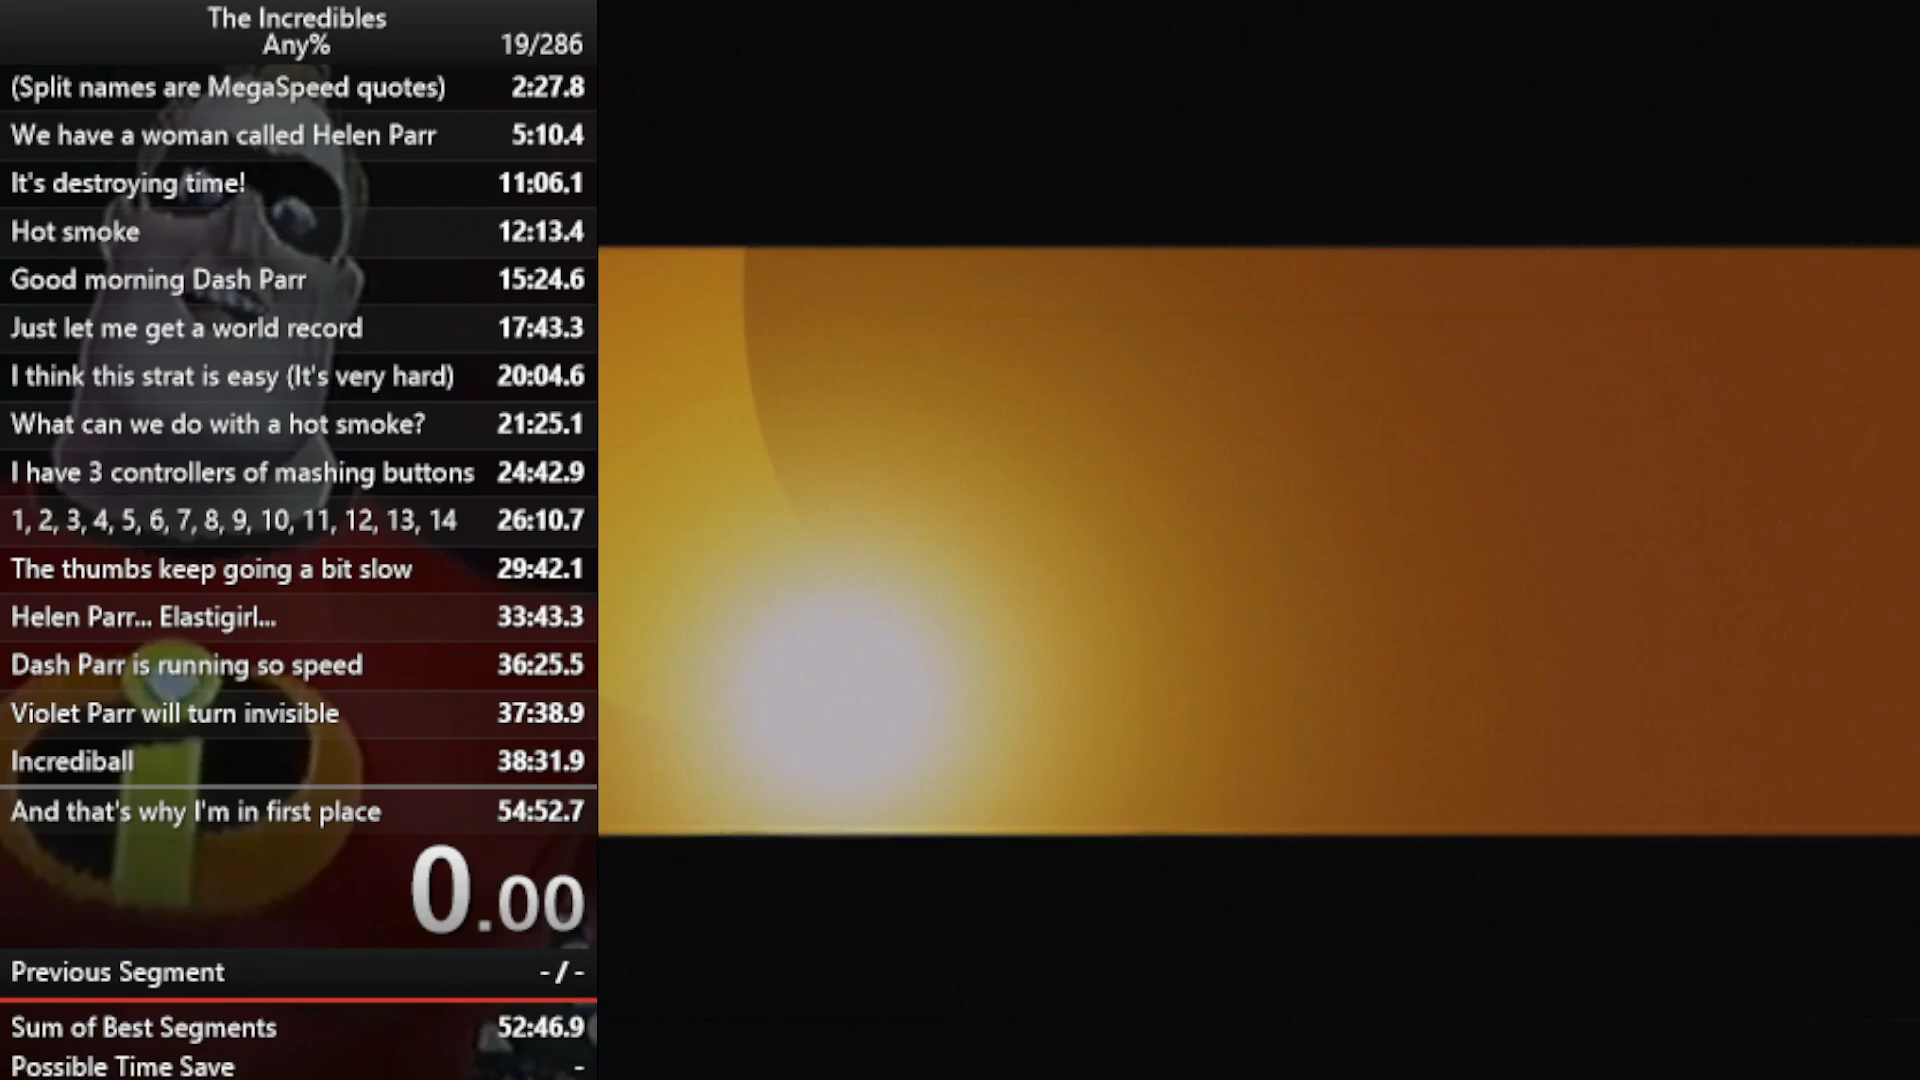 The Incredibles
Any% 19/286
(Split names are MegaSpeed quotes) 2:27.8
We have a woman called Helen Parr 5:10.4
It's destroying time! 11:06.1
Hot smoke 12:13.4
Good morning Dash Parr 15:24.6
Just let me get a world record 17:43.3
I think this strat is easy (It's very hard) 20:04.6
What can we do with a hot smoke? 21:25.1
I have 3 controllers of mashing buttons 24:42.9
1, 2, 3, 4, 5, 6, 7, 8, 9, 10, 11, 12, 13, 14 26:10.7
The thumbs keep going a bit slow 29:42.1
Helen Parr... Elastigirl... 33:43.3
Dash Parr is running so speed 36:25.5
Violet Parr will turn invisible 37:38.9
Incrediball 38:31.9
And that's why I'm in first place 54:52.7
0.00
Previous Segment - / -
Sum of Best Segments 52:46.9
Possible Time Save -